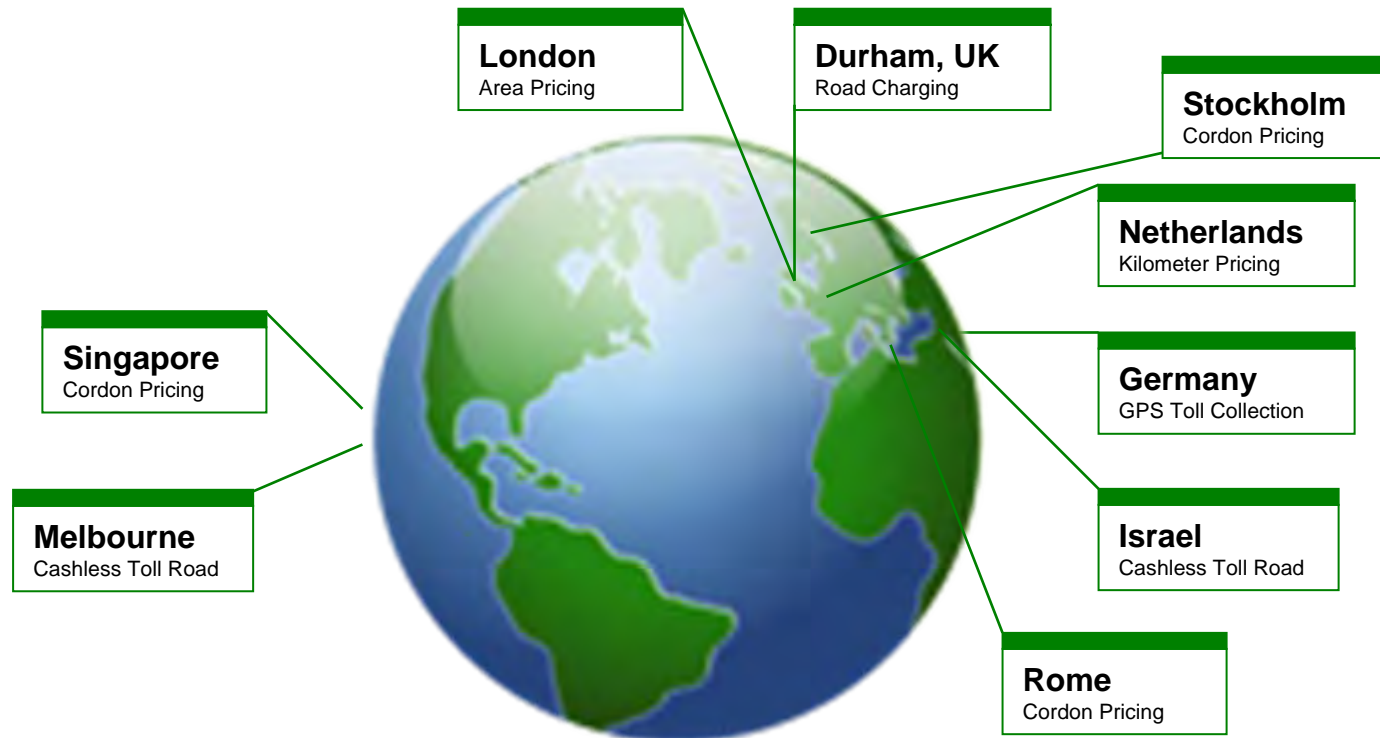 London
Area Pricing
Durham, UK
Road Charging
Stockholm
Cordon Pricing
Netherlands
Kilometer Pricing
Singapore
Cordon Pricing
Germany
GPS Toll Collection
Melbourne
Cashless Toll Road
Israel
Cashless Toll Road
Rome
Cordon Pricing